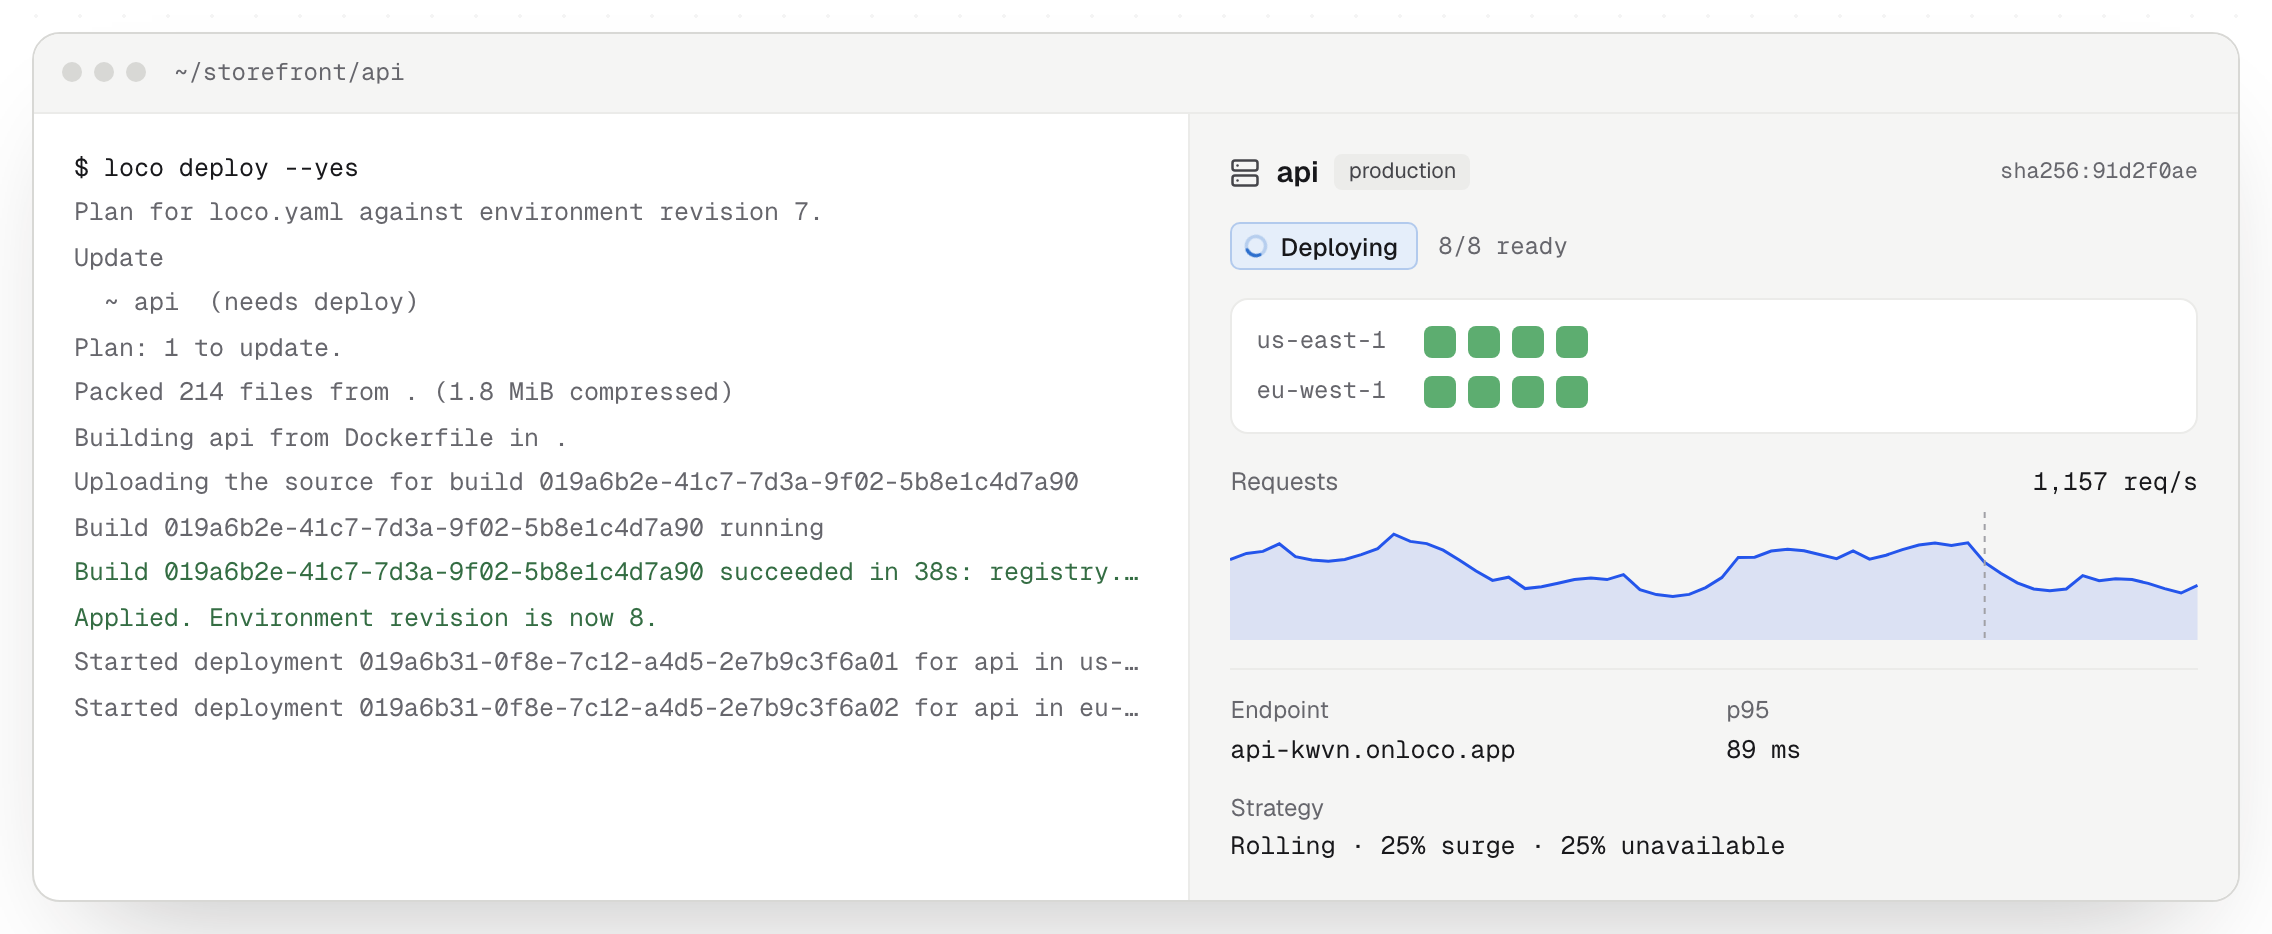 ~/storefront/api
$ loco deploy --yes
Plan for loco.yaml against environment revision 7.
Update
~ api  (needs deploy)
Plan: 1 to update.
Packed 214 files from . (1.8 MiB compressed)
Building api from Dockerfile in .
Uploading the source for build 019a6b2e-41c7-7d3a-9f02-5b8e1c4d7a90
Build 019a6b2e-41c7-7d3a-9f02-5b8e1c4d7a90 running
Build 019a6b2e-41c7-7d3a-9f02-5b8e1c4d7a90 succeeded in 38s: registry.…
Applied. Environment revision is now 8.
Started deployment 019a6b31-0f8e-7c12-a4d5-2e7b9c3f6a01 for api in us-…
Started deployment 019a6b31-0f8e-7c12-a4d5-2e7b9c3f6a02 for api in eu-…
api production sha256:91d2f0ae
Deploying 8/8 ready
us-east-1
eu-west-1
Requests 1,157 req/s
Endpoint p95
api-kwvn.onloco.app 89 ms
Strategy
Rolling · 25% surge · 25% unavailable